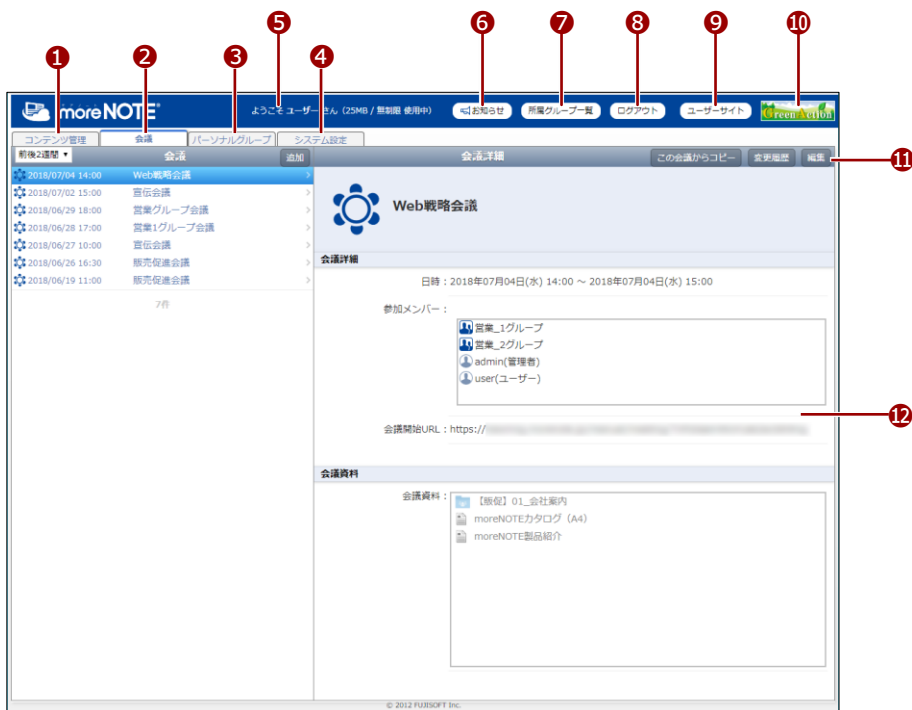 5 6 7 8 9 10
1 2 3 4
moreNOTE® ようこそ ユーザーさん (25MB / 無制限 使用中) お知らせ 所属グループ一覧 ログアウト ユーザーサイト Green Action
コンテンツ管理 会議 パーソナルグループ システム設定
前後2週間 ▼ 会議 追加 会議詳細 この会議からコピー 変更履歴 編集 11
2018/07/04 14:00 Web戦略会議
2018/07/02 15:00 宣伝会議
2018/06/29 18:00 営業グループ会議
2018/06/28 17:00 営業1グループ会議
2018/06/27 10:00 宣伝会議
2018/06/26 16:30 販売促進会議
2018/06/19 11:00 販売促進会議
7件
Web戦略会議
会議詳細
日時:2018年07月04日(水) 14:00 ～ 2018年07月04日(水) 15:00
参加メンバー:
営業_1グループ
営業_2グループ
admin(管理者)
user(ユーザー)
12
会議開始URL:https://
会議資料
会議資料:
【販促】01_会社案内
moreNOTEカタログ（A4）
moreNOTE製品紹介
© 2012 FUJISOFT Inc.